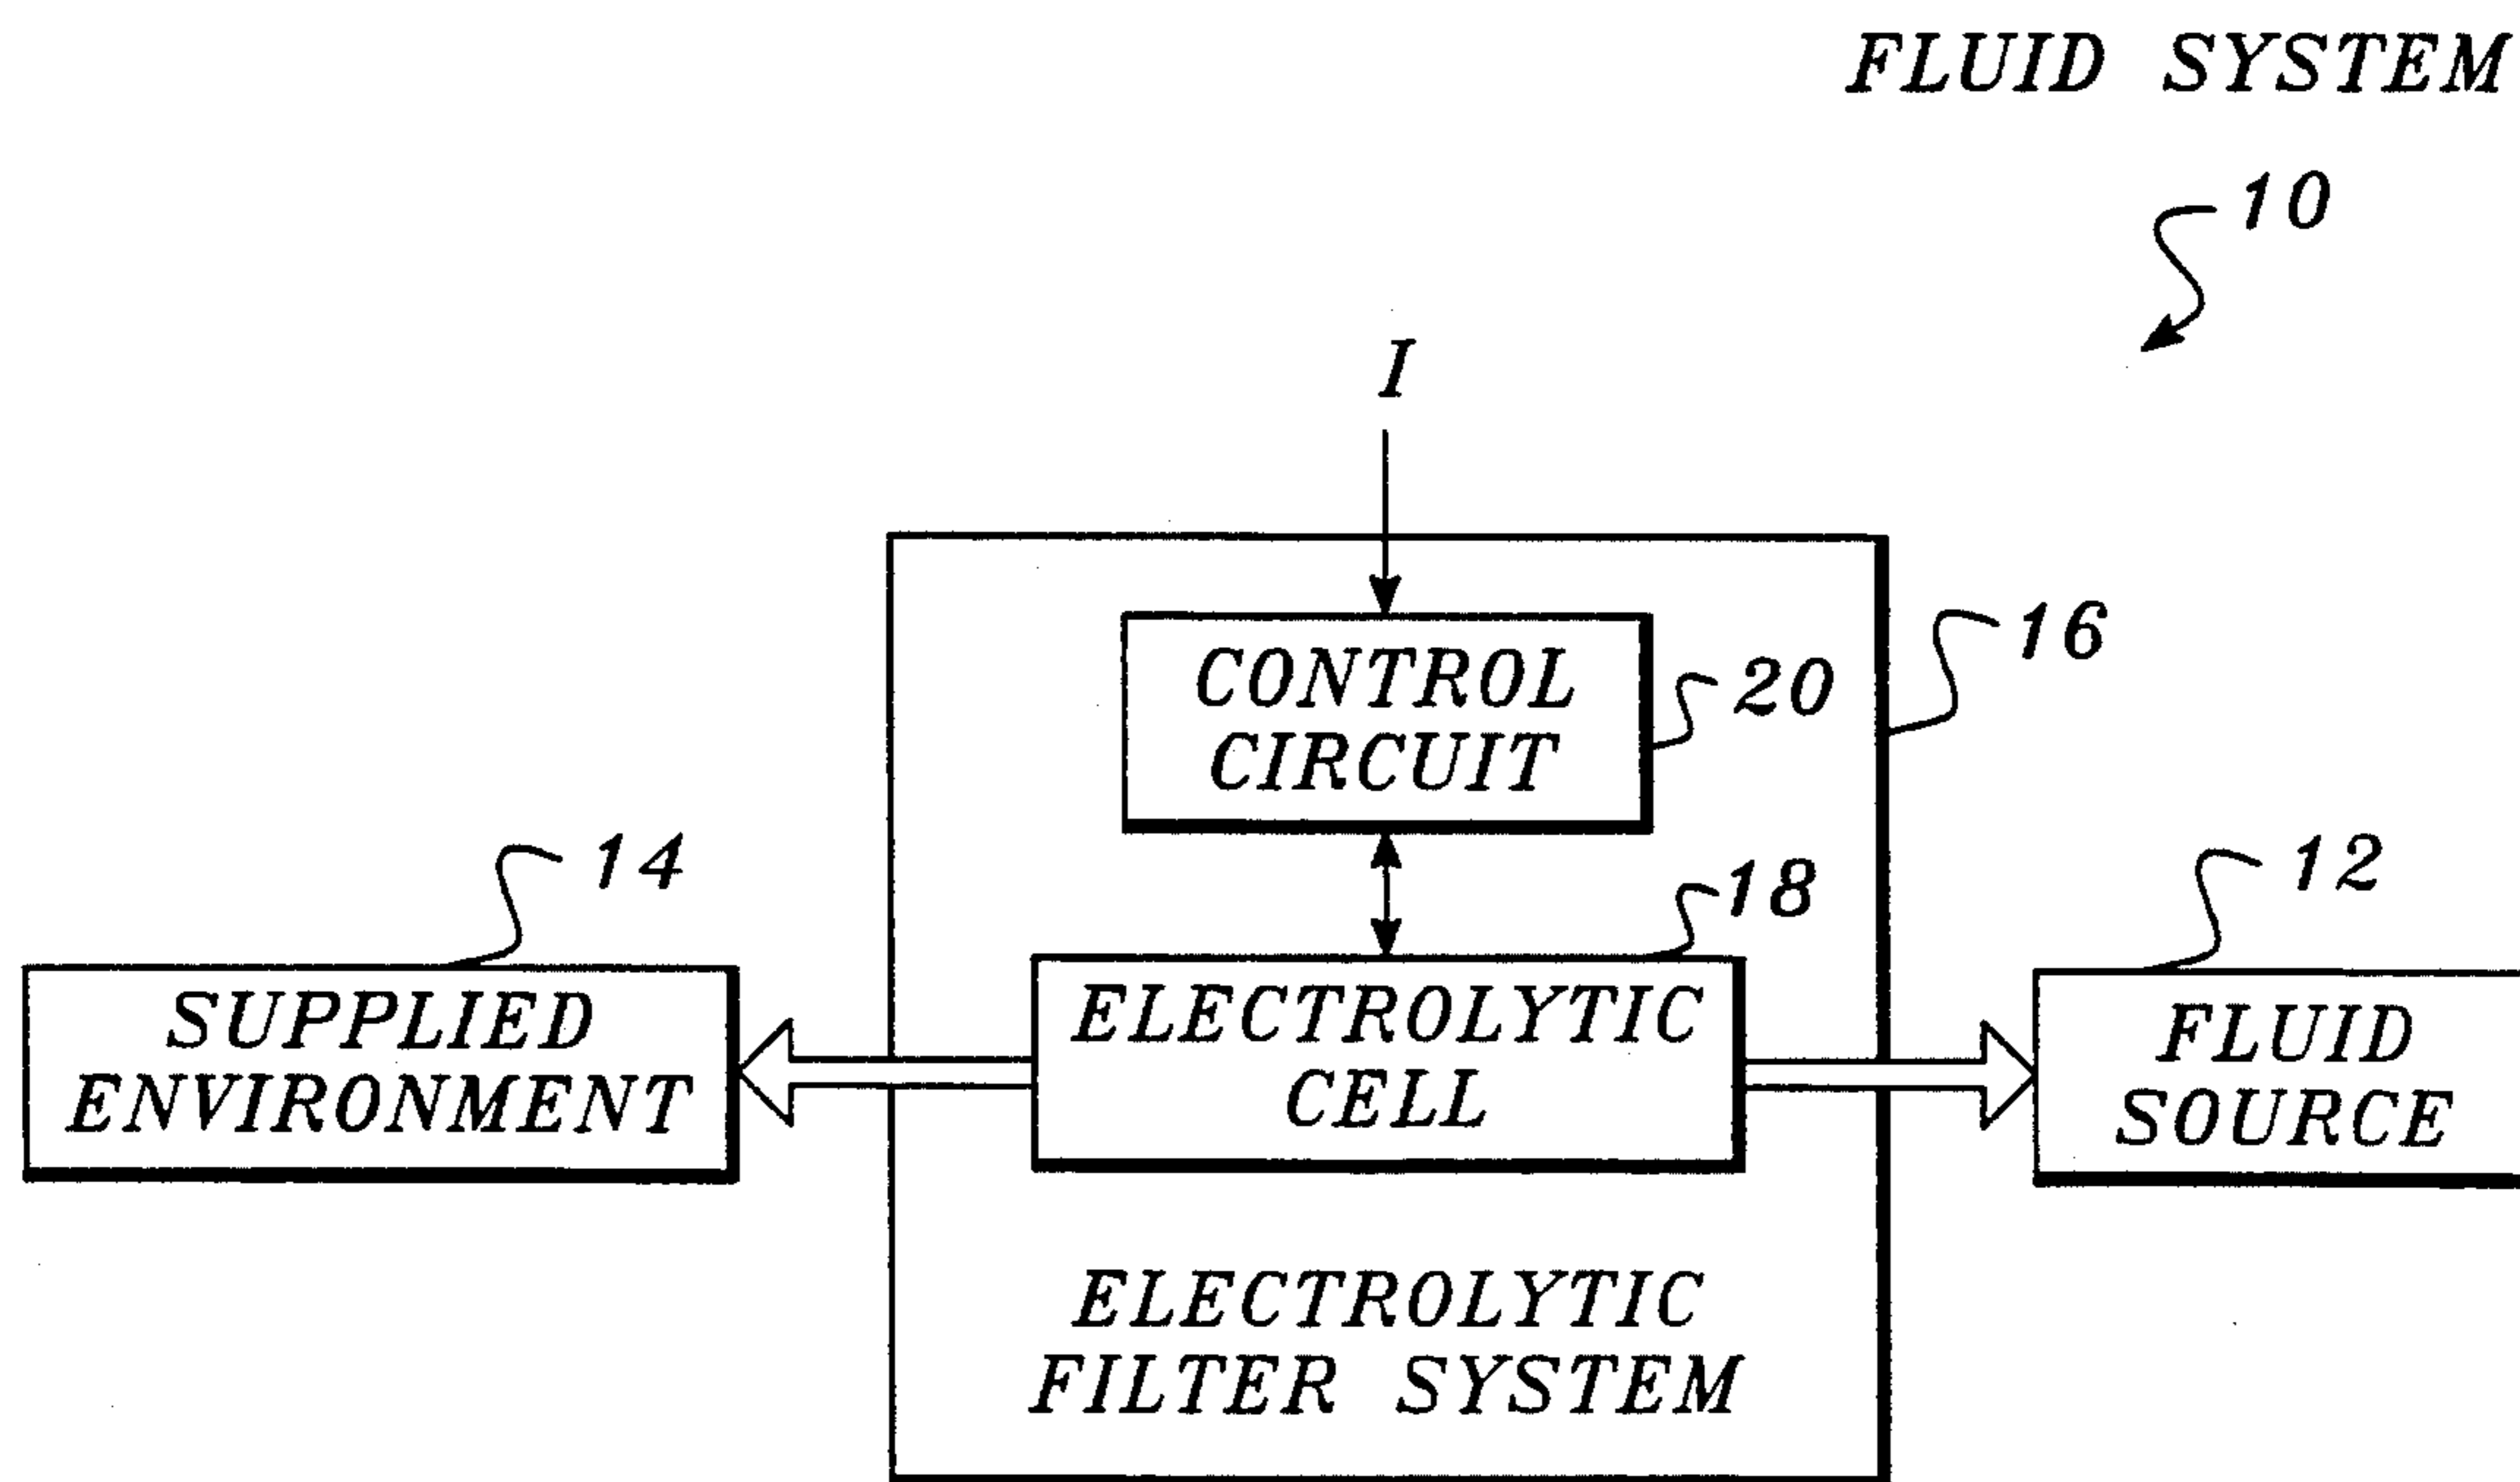 FLUID SYSTEM
10
I
16
CONTROL
CIRCUIT
20
14
18
12
SUPPLIED
ENVIRONMENT
ELECTROLYTIC
CELL
FLUID
SOURCE
ELECTROLYTIC
FILTER SYSTEM